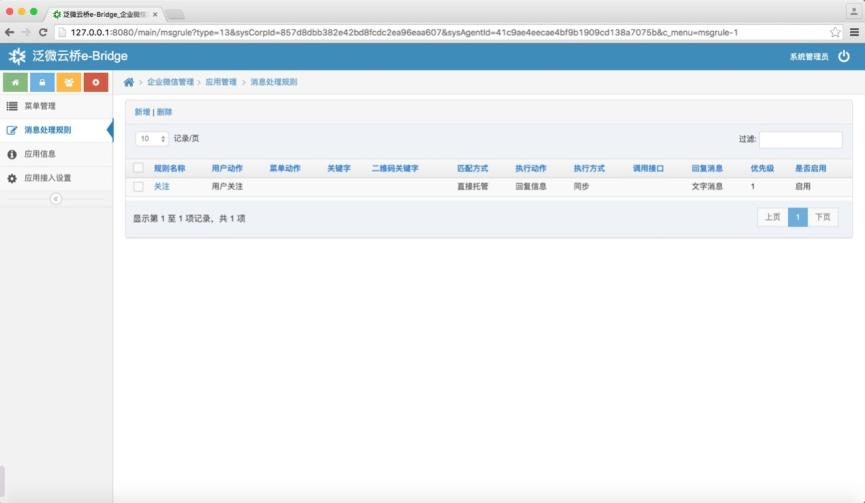 泛微云桥e-Bridge_企业微信
127.0.0.1:8080/main/msgrule?type=13&sysCorpId=857d8dbb382e42bd8fcdc2ea96eaa607&sysAgentId=41c9ae4eecae4bf9b1909cd138a7075b&c_menu=msgrule-1
泛微云桥e-Bridge
系统管理员
企业微信管理 > 应用管理 > 消息处理规则
菜单管理
消息处理规则
应用信息
应用接入设置
新增 | 删除
10 记录/页
过滤:
规则名称 用户动作 菜单动作 关键字 二维码关键字 匹配方式 执行动作 执行方式 调用接口 回复消息 优先级 是否启用
关注 用户关注 直接托管 回复信息 同步 文字消息 1 启用
显示第 1 至 1 项记录，共 1 项
上页 1 下页